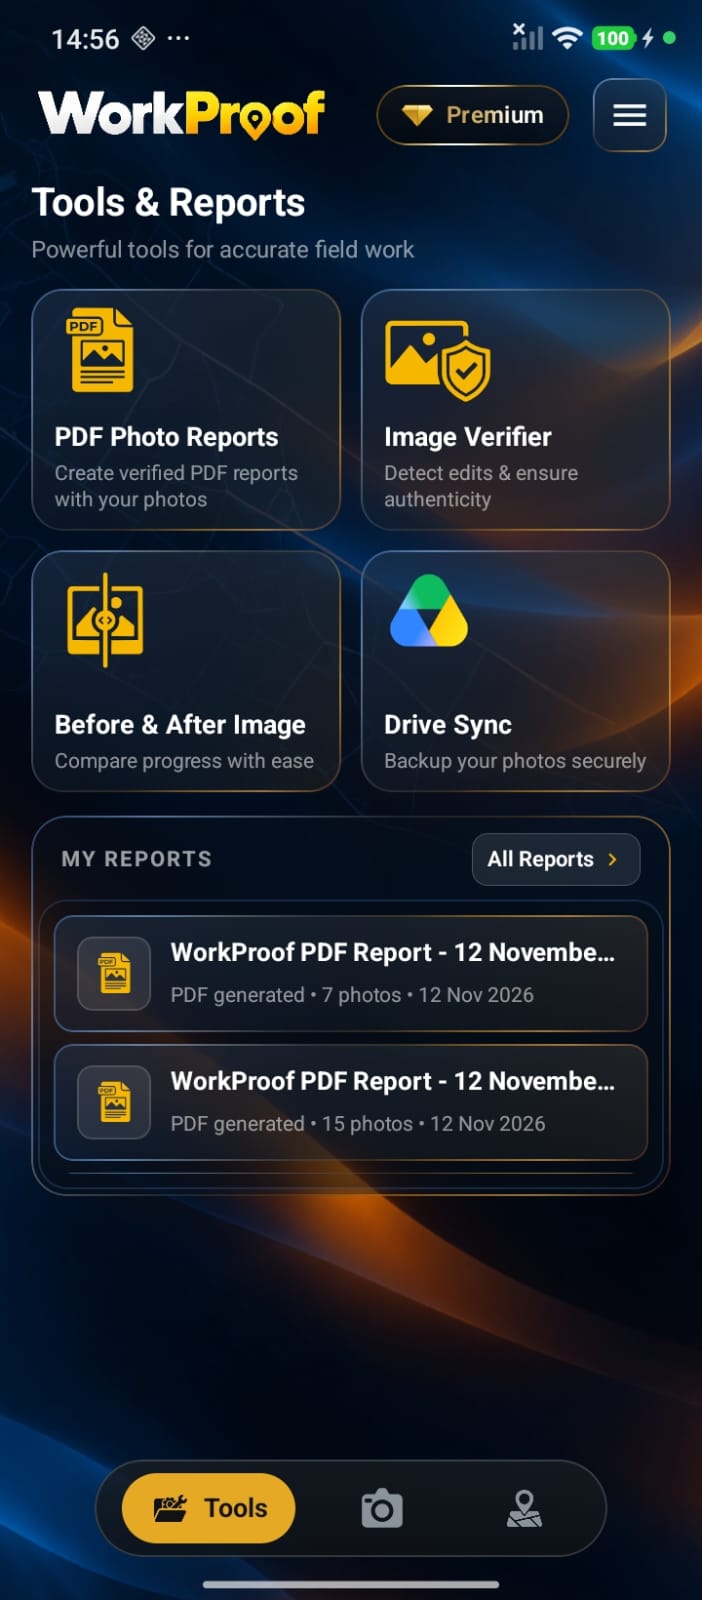 14:56
100
WorkProof
Premium
Tools & Reports
Powerful tools for accurate field work
PDF
PDF Photo Reports
Create verified PDF reports
with your photos
Image Verifier
Detect edits & ensure
authenticity
Before & After Image
Compare progress with ease
Drive Sync
Backup your photos securely
MY REPORTS
All Reports
PDF
WorkProof PDF Report - 12 Novembe...
PDF generated • 7 photos • 12 Nov 2026
PDF
WorkProof PDF Report - 12 Novembe...
PDF generated • 15 photos • 12 Nov 2026
Tools